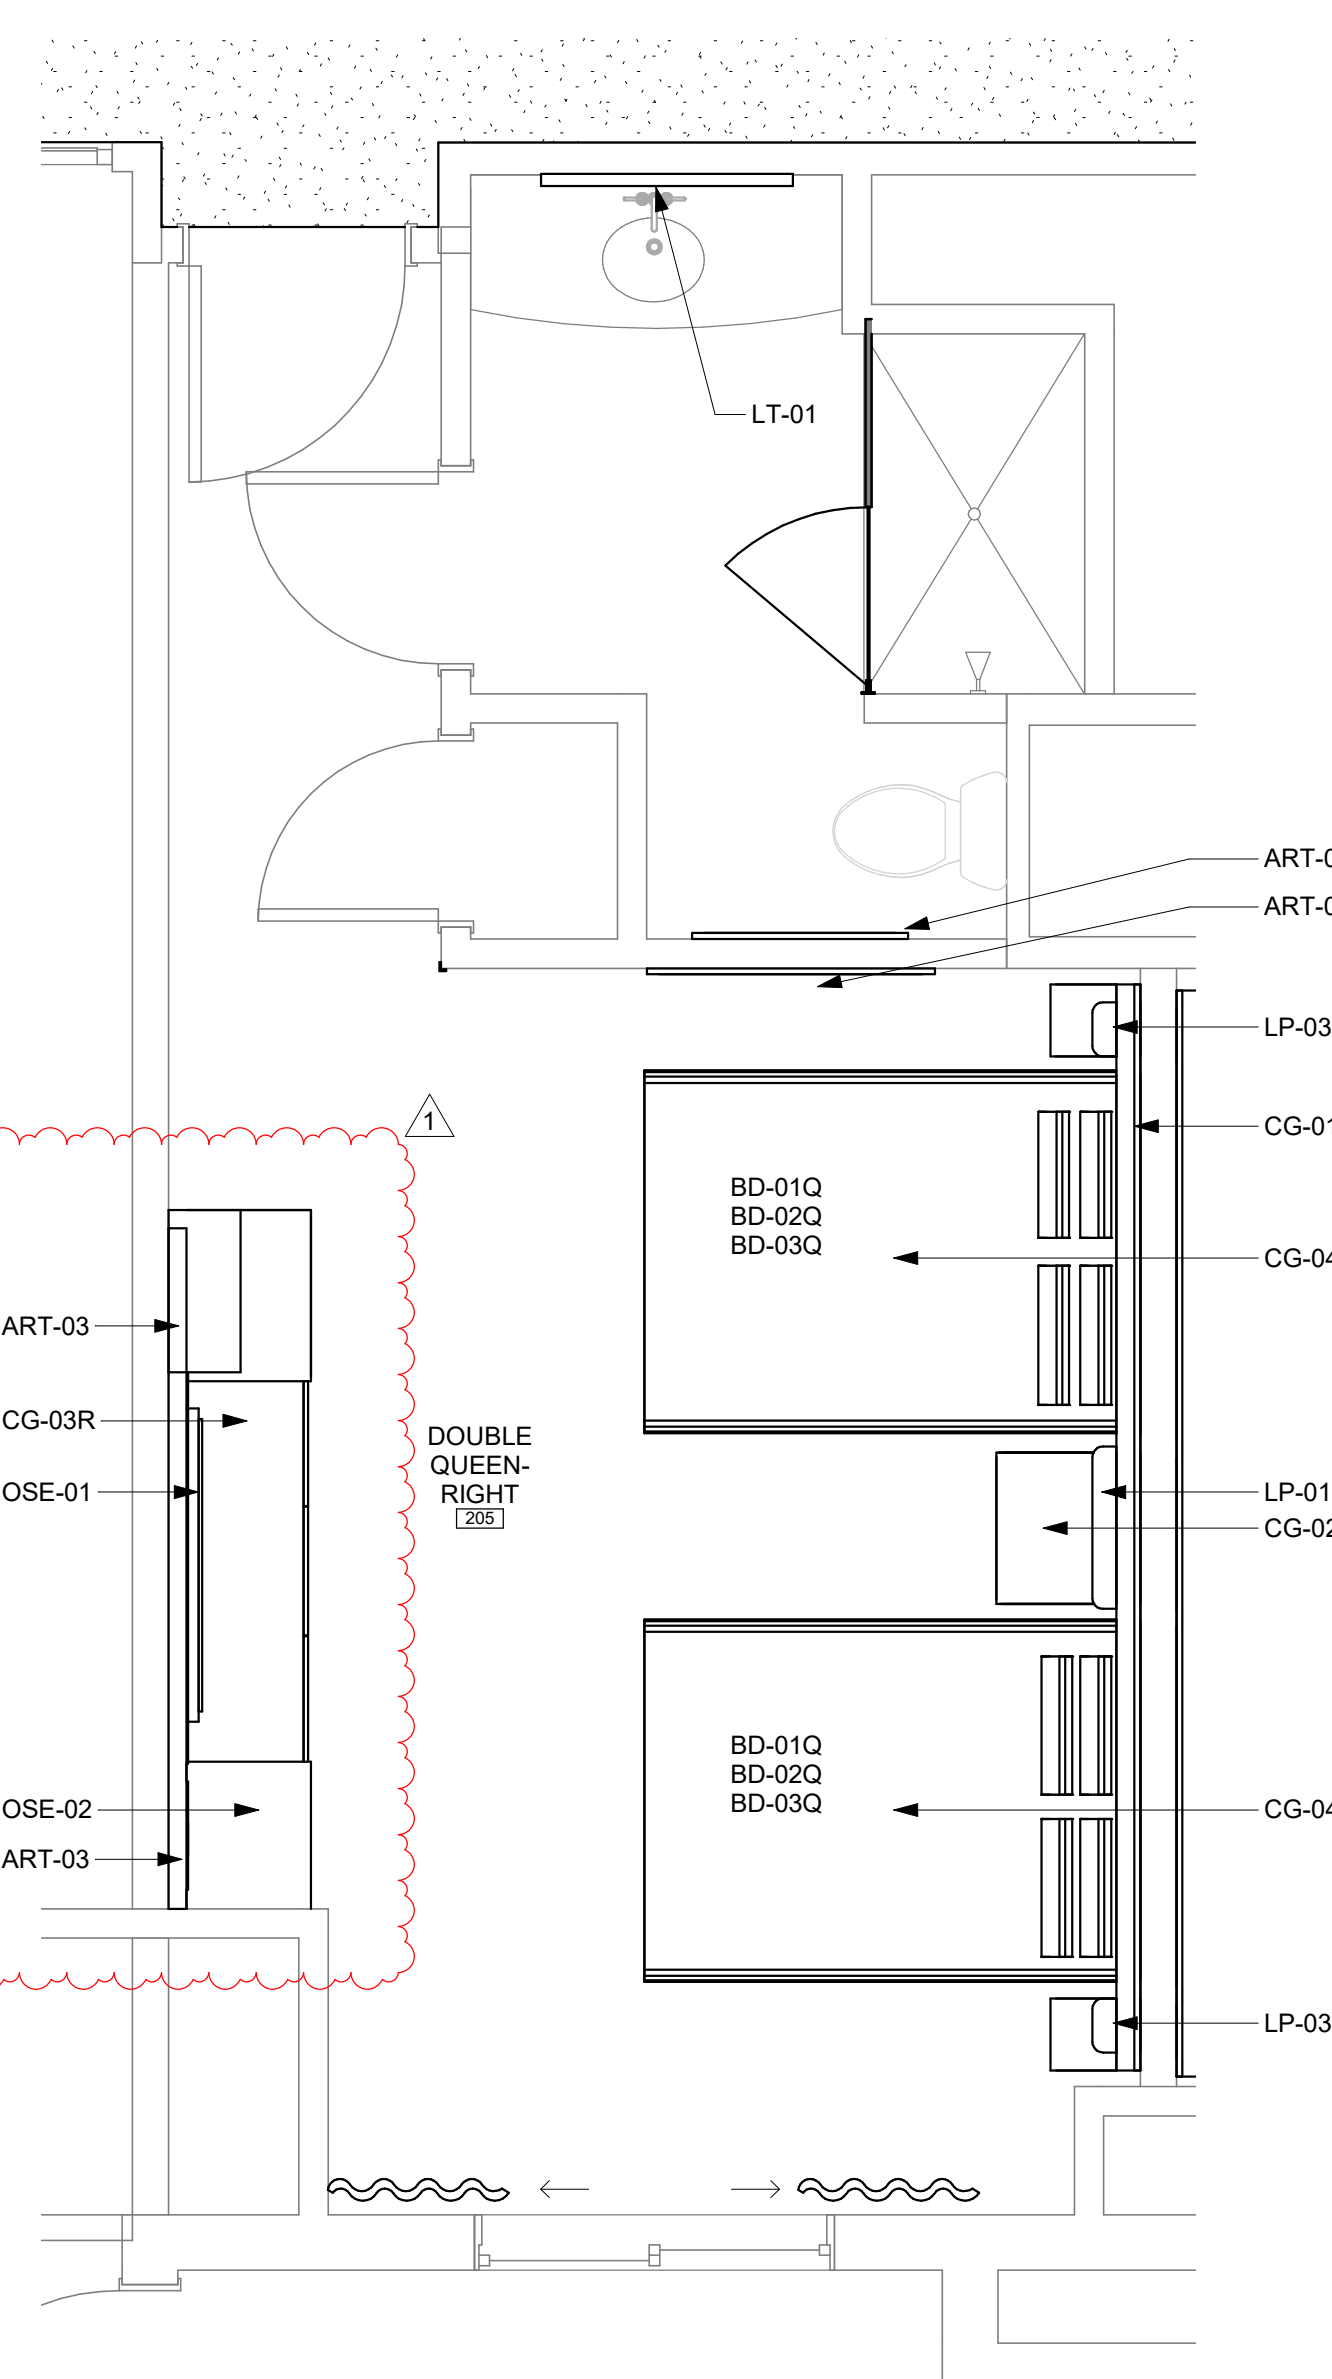 LT-01
ART-0
ART-0
LP-03
1
CG-01
BD-01Q
BD-02Q
BD-03Q
CG-04
ART-03
CG-03R
OSE-01
DOUBLE
QUEEN-
RIGHT
205
LP-01
CG-02
BD-01Q
BD-02Q
BD-03Q
OSE-02
CG-04
ART-03
LP-03